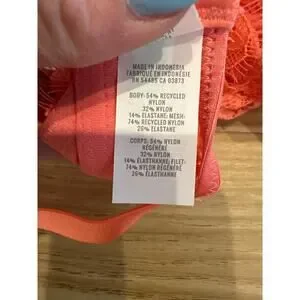 MADE IN INDONESIA
FABRIQUÉ EN INDONÉSIE
RN 54485 CA 03873
BODY: 54% RECYCLED
NYLON
32% NYLON
14% ELASTANE: MESH:
74% RECYCLED NYLON
26% ELASTANE
CORPS: 54% NYLON
RÉGÉNÉRÉ
32% NYLON
14% ÉLASTHANNE: FILET:
74% NYLON RÉGÉNÉRÉ
26% ÉLASTHANNE